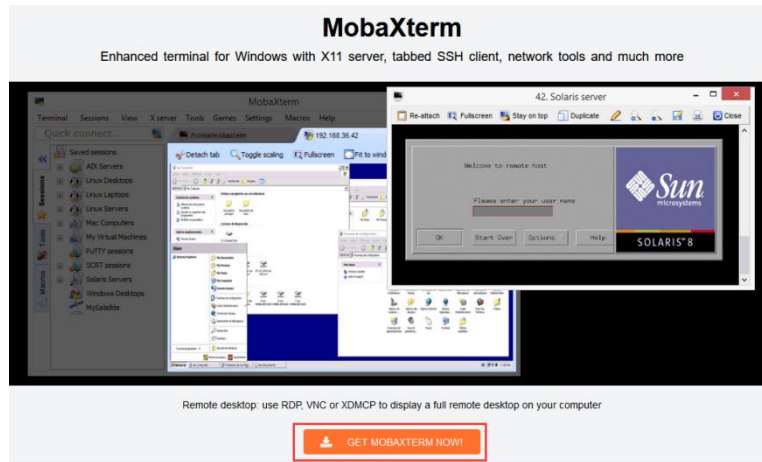 MobaXterm
Enhanced terminal for Windows with X11 server, tabbed SSH client, network tools and much more
MobaXterm
Terminal Sessions View X server Tools Games Settings Macros Help
Quick connect...
/home/mobaxterm
192.168.36.42
Detach tab Toggle scaling Fullscreen Fit to wind
Sessions
Tools
Macros
Saved sessions
AIX Servers
Linux Desktops
Linux Laptops
Linux Servers
Mac Computers
My Virtual Machines
PuTTY sessions
SCRT sessions
Solaris Servers
Windows Desktops
MySatellite
42. Solaris server
Re-attach Fullscreen Stay on top Duplicate Close
Welcome to remote host
Please enter your user name
OK Start Over Options Help
Sun
microsystems
SOLARIS 8
Remote desktop: use RDP, VNC or XDMCP to display a full remote desktop on your computer
GET MOBAXTERM NOW!